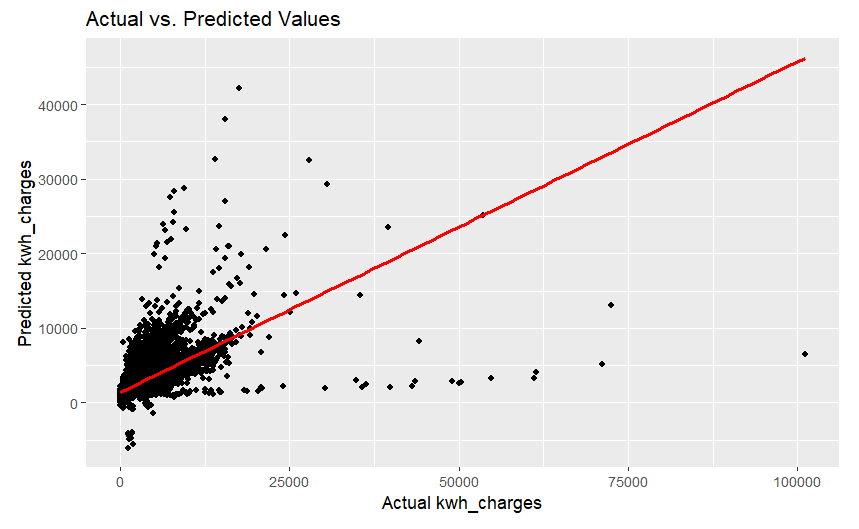 Actual vs. Predicted Values
Predicted kwh_charges
40000
30000
20000
10000
0
0 25000 50000 75000 100000
Actual kwh_charges